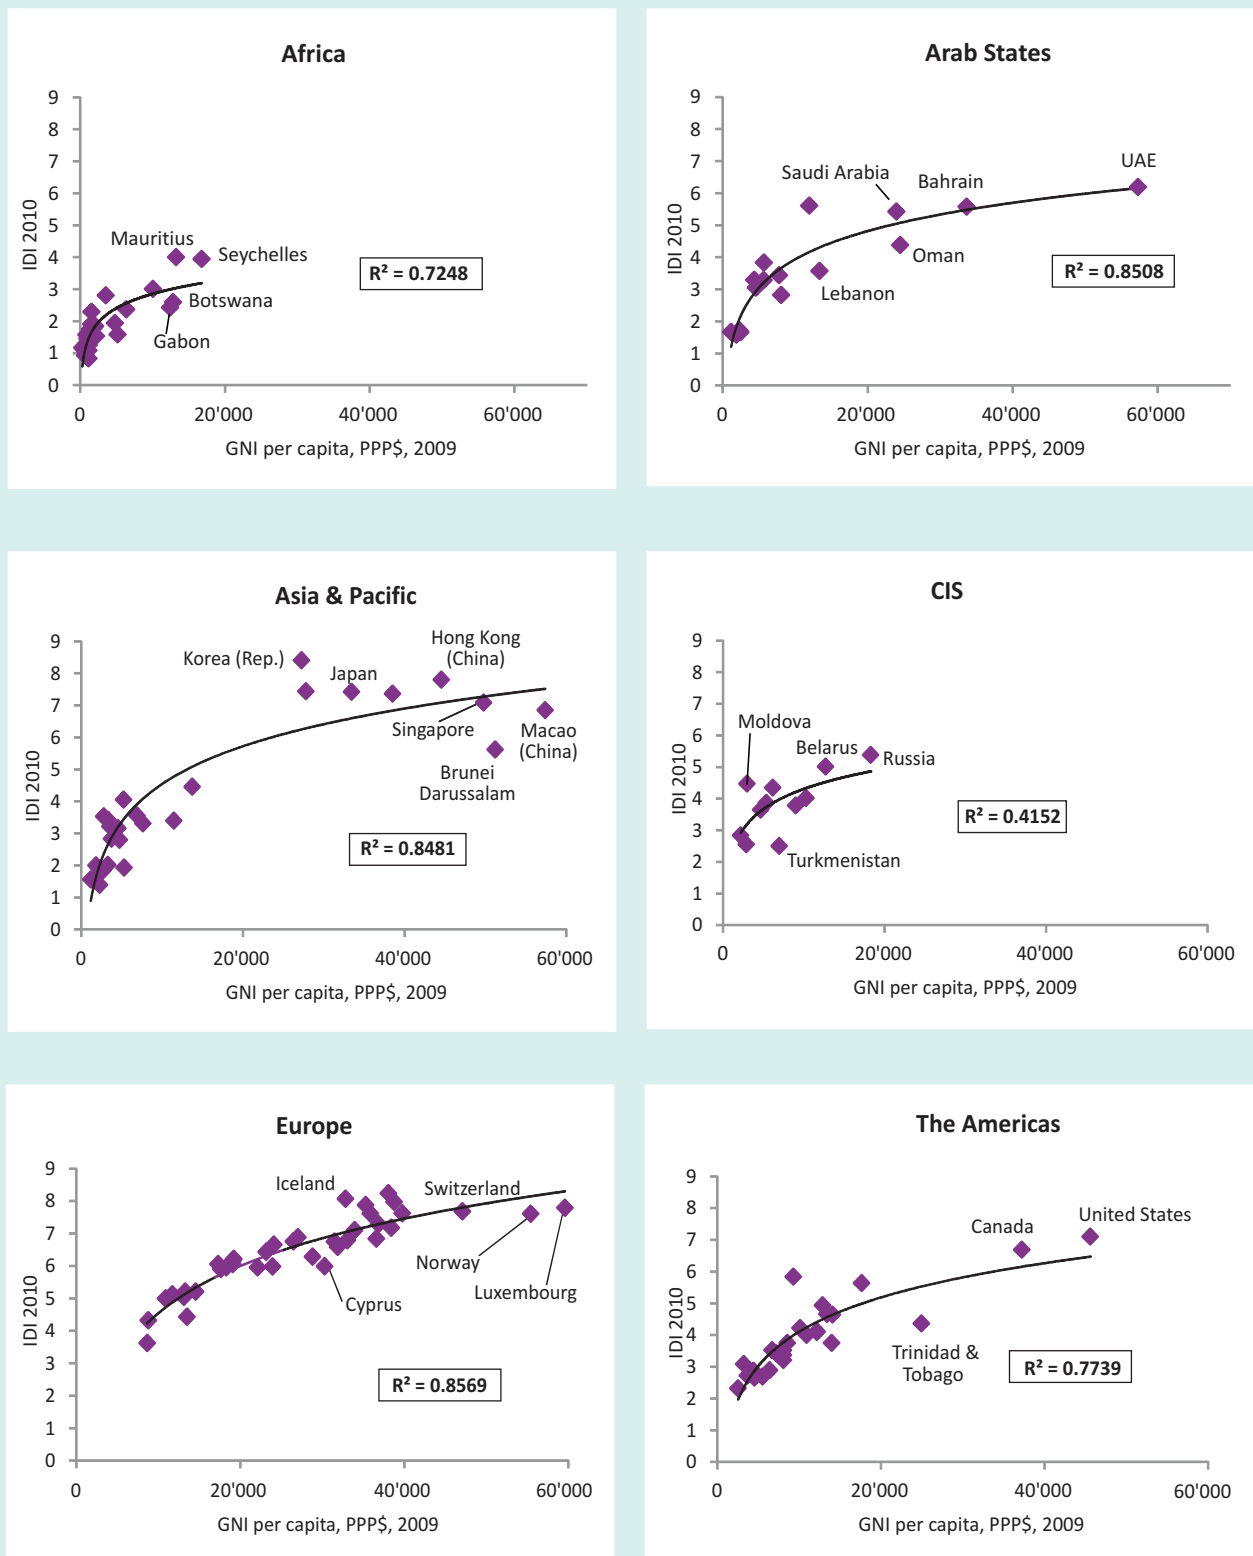 Africa
9
8
7
6
5
4
3
2
1
0
IDI 2010
Mauritius
Seychelles
Botswana
Gabon
R² = 0.7248
0
20'000
40'000
60'000
GNI per capita, PPP$, 2009
Arab States
9
8
7
6
5
4
3
2
1
0
IDI 2010
UAE
Saudi Arabia
Bahrain
Oman
Lebanon
R² = 0.8508
0
20'000
40'000
60'000
GNI per capita, PPP$, 2009
Asia & Pacific
9
8
7
6
5
4
3
2
1
0
IDI 2010
Korea (Rep.)
Japan
Hong Kong
(China)
Singapore
Macao
(China)
Brunei
Darussalam
R² = 0.8481
0
20'000
40'000
60'000
GNI per capita, PPP$, 2009
CIS
9
8
7
6
5
4
3
2
1
0
IDI 2010
Moldova
Belarus
Russia
Turkmenistan
R² = 0.4152
0
20'000
40'000
60'000
GNI per capita, PPP$, 2009
Europe
9
8
7
6
5
4
3
2
1
0
IDI 2010
Iceland
Switzerland
Norway
Luxembourg
Cyprus
R² = 0.8569
0
20'000
40'000
60'000
GNI per capita, PPP$, 2009
The Americas
9
8
7
6
5
4
3
2
1
0
IDI 2010
Canada
United States
Trinidad &
Tobago
R² = 0.7739
0
20'000
40'000
60'000
GNI per capita, PPP$, 2009